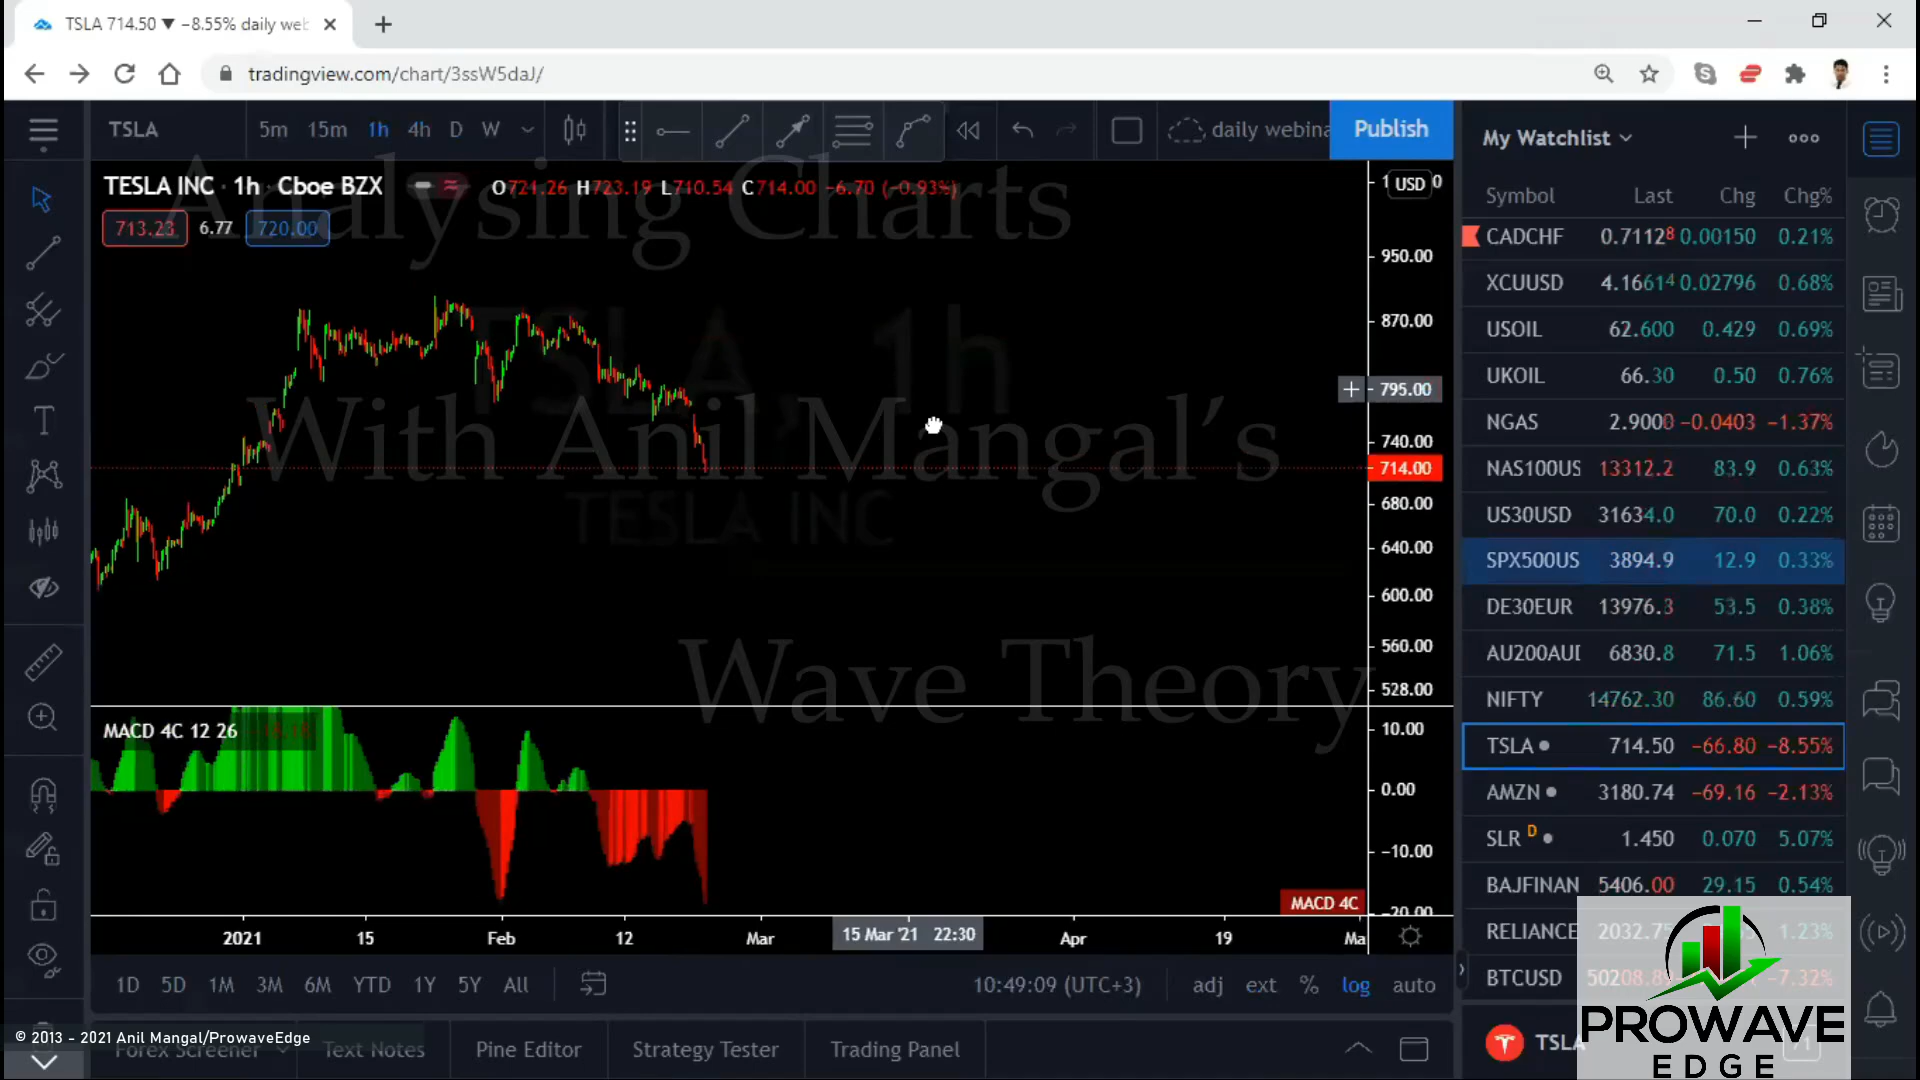 TSLA 714.50 ▼ −8.55% daily web
tradingview.com/chart/3ssW5daJ/
TSLA 5m 15m 1h 4h D W daily webina Publish
TESLA INC · 1h · Cboe BZX O721.26 H723.19 L710.54 C714.00 −6.70 (−0.93%)
713.23 6.77 720.00
Analysing Charts
With Anil Mangal's
Wave Theory
TSLA, 1h
TESLA INC
USD
950.00
870.00
795.00
740.00
714.00
680.00
640.00
600.00
560.00
528.00
MACD 4C 12 26
10.00
0.00
−10.00
−20.00
MACD 4C
2021 15 Feb 12 Mar 15 Mar '21 22:30 Apr 19 Ma
1D 5D 1M 3M 6M YTD 1Y 5Y All 10:49:09 (UTC+3) adj ext % log auto
© 2013 - 2021 Anil Mangal/ProwaveEdge
Forex Screener Text Notes Pine Editor Strategy Tester Trading Panel
My Watchlist
Symbol Last Chg Chg%
CADCHF 0.71128 0.00150 0.21%
XCUUSD 4.16614 0.02796 0.68%
USOIL 62.600 0.429 0.69%
UKOIL 66.30 0.50 0.76%
NGAS 2.9000 −0.0403 −1.37%
NAS100US 13312.2 83.9 0.63%
US30USD 31634.0 70.0 0.22%
SPX500US 3894.9 12.9 0.33%
DE30EUR 13976.3 53.5 0.38%
AU200AUI 6830.8 71.5 1.06%
NIFTY 14762.30 86.60 0.59%
TSLA 714.50 −66.80 −8.55%
AMZN 3180.74 −69.16 −2.13%
SLR D 1.450 0.070 5.07%
BAJFINAN 5406.00 29.15 0.54%
RELIANCE 1.23%
BTCUSD −7.32%
TSLA
PROWAVE
EDGE